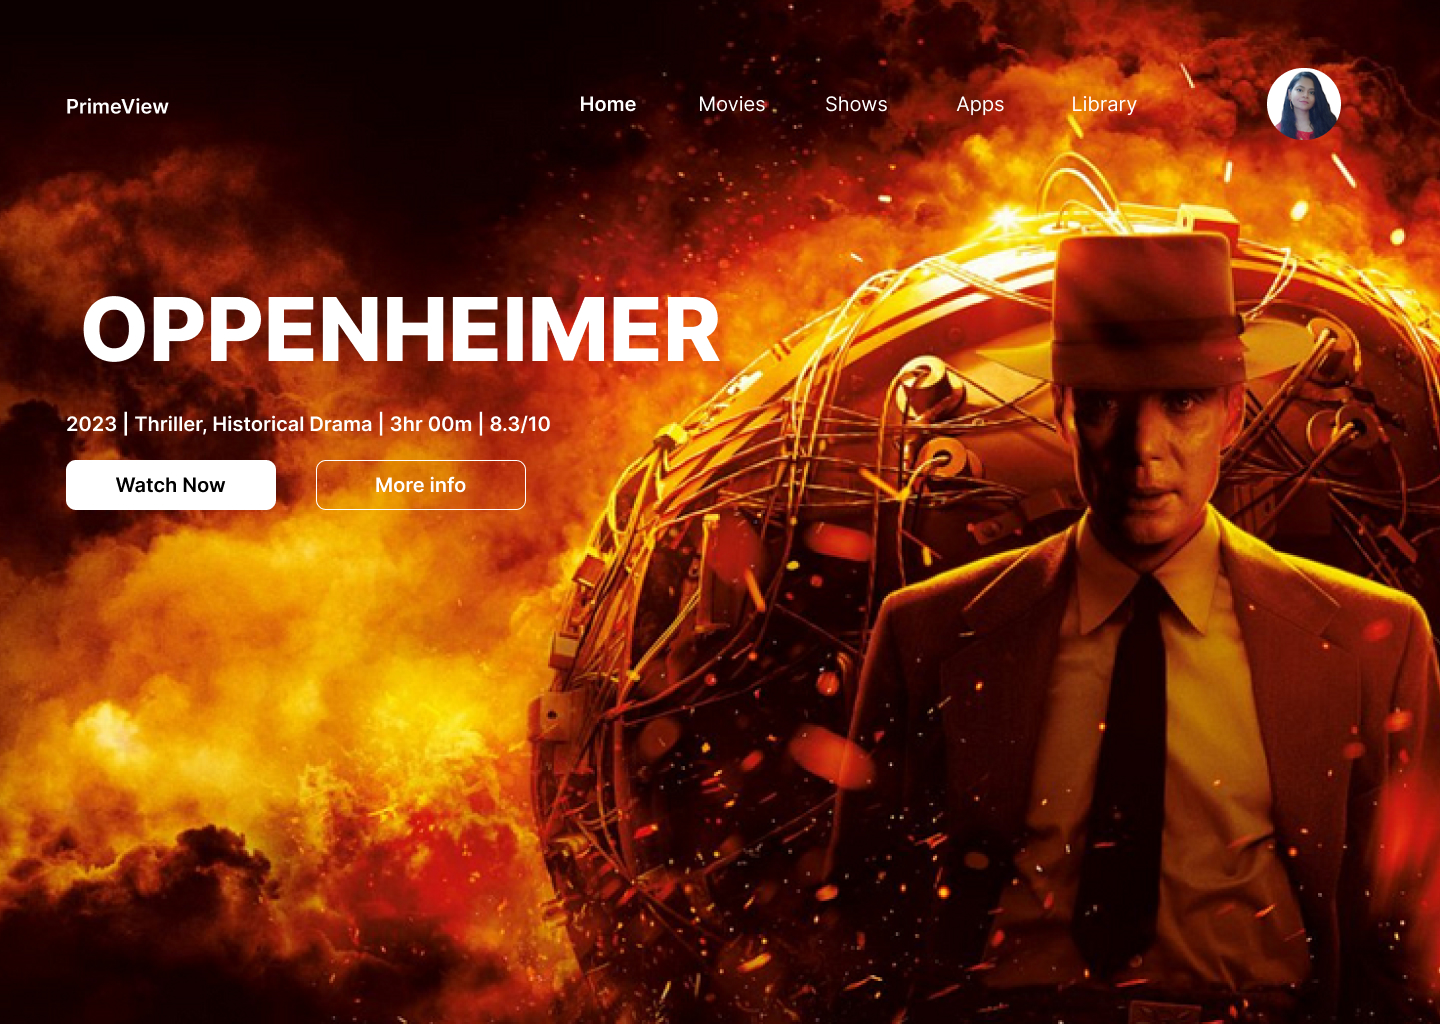 PrimeView
Home Movies Shows Apps Library
OPPENHEIMER
2023 | Thriller, Historical Drama | 3hr 00m | 8.3/10
Watch Now More info